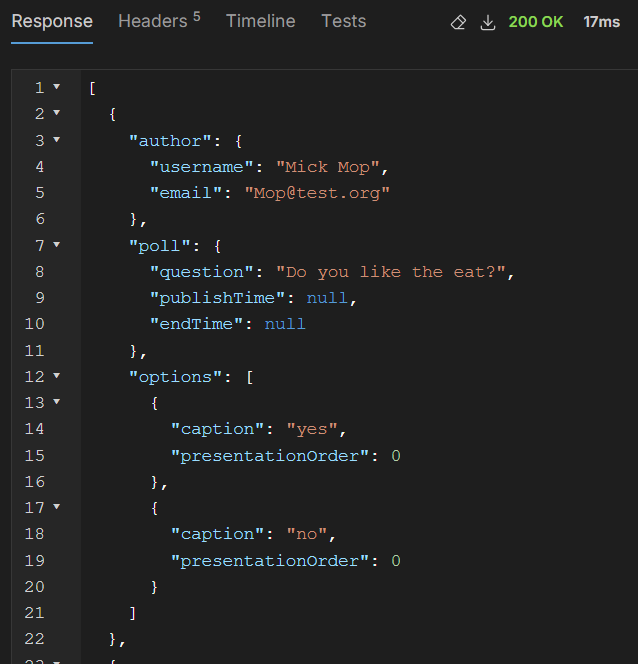 Response Headers 5 Timeline Tests 200 OK 17ms
1 [
2 {
3 "author": {
4 "username": "Mick Mop",
5 "email": "Mop@test.org"
6 },
7 "poll": {
8 "question": "Do you like the eat?",
9 "publishTime": null,
10 "endTime": null
11 },
12 "options": [
13 {
14 "caption": "yes",
15 "presentationOrder": 0
16 },
17 {
18 "caption": "no",
19 "presentationOrder": 0
20 }
21 ]
22 },
23 {